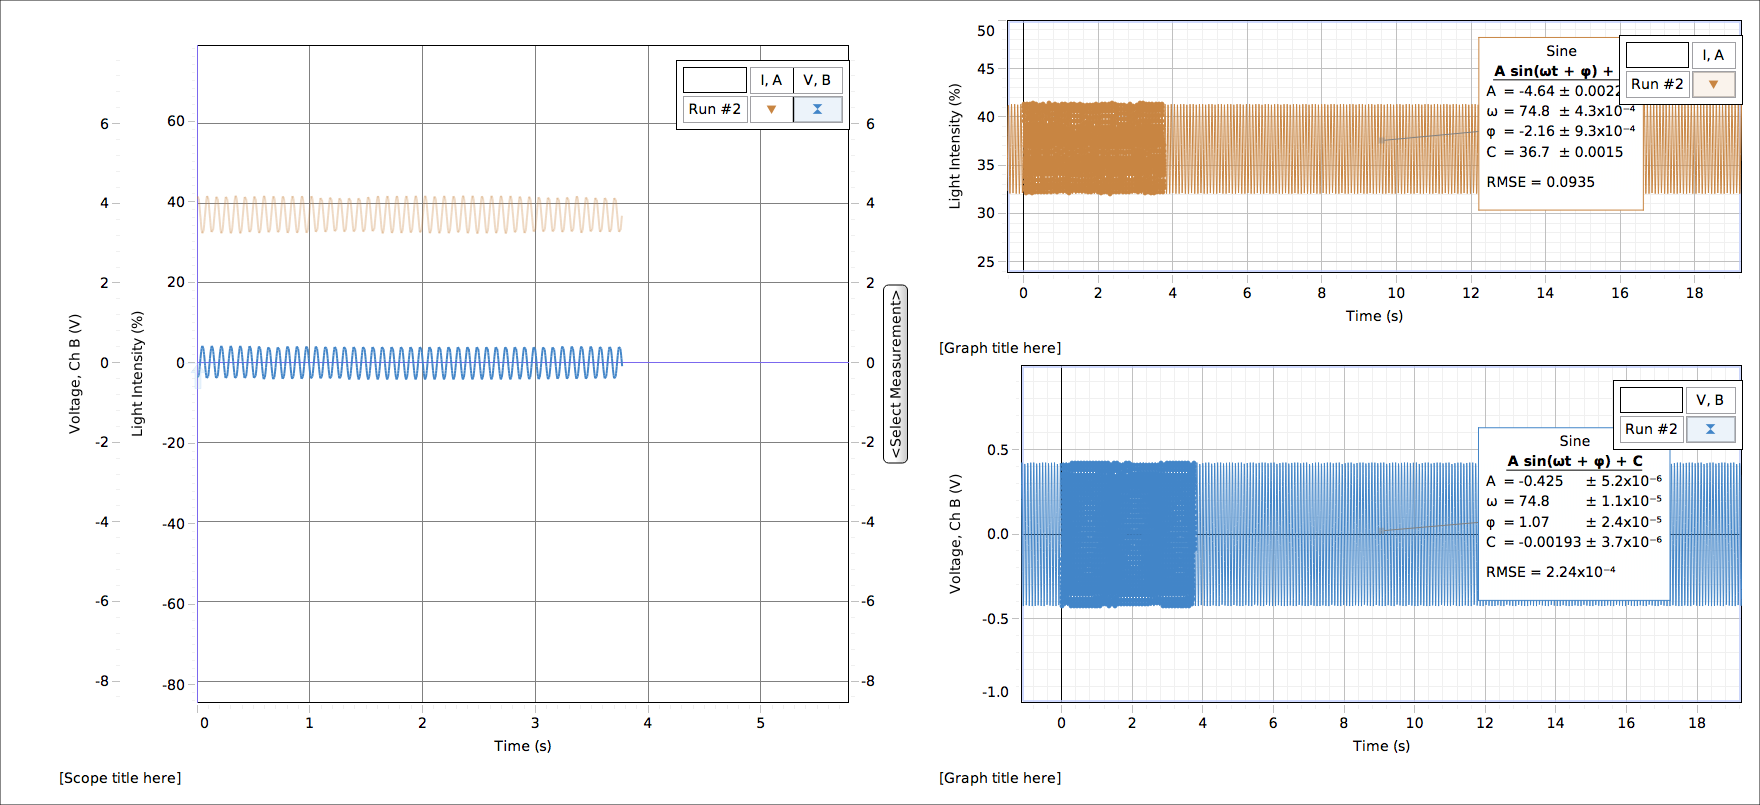 I, A
V, B
Run #2
6
4
2
0
-2
-4
-6
-8
Voltage, Ch B (V)
60
40
20
0
-20
-40
-60
-80
Light Intensity (%)
6
4
2
0
-2
-4
-6
-8
<Select Measurement>
0
1
2
3
4
5
Time (s)
[Scope title here]
50
45
40
35
30
25
Light Intensity (%)
Sine
A sin(ωt + φ) +
A = -4.64 ± 0.0022
ω = 74.8 ± 4.3x10⁻⁴
φ = -2.16 ± 9.3x10⁻⁴
C = 36.7 ± 0.0015
RMSE = 0.0935
I, A
Run #2
0 2 4 6 8 10 12 14 16 18
Time (s)
[Graph title here]
0.5
0.0
-0.5
-1.0
Voltage, Ch B (V)
Sine
A sin(ωt + φ) + C
A = -0.425 ± 5.2x10⁻⁶
ω = 74.8 ± 1.1x10⁻⁵
φ = 1.07 ± 2.4x10⁻⁵
C = -0.00193 ± 3.7x10⁻⁶
RMSE = 2.24x10⁻⁴
V, B
Run #2
0 2 4 6 8 10 12 14 16 18
Time (s)
[Graph title here]